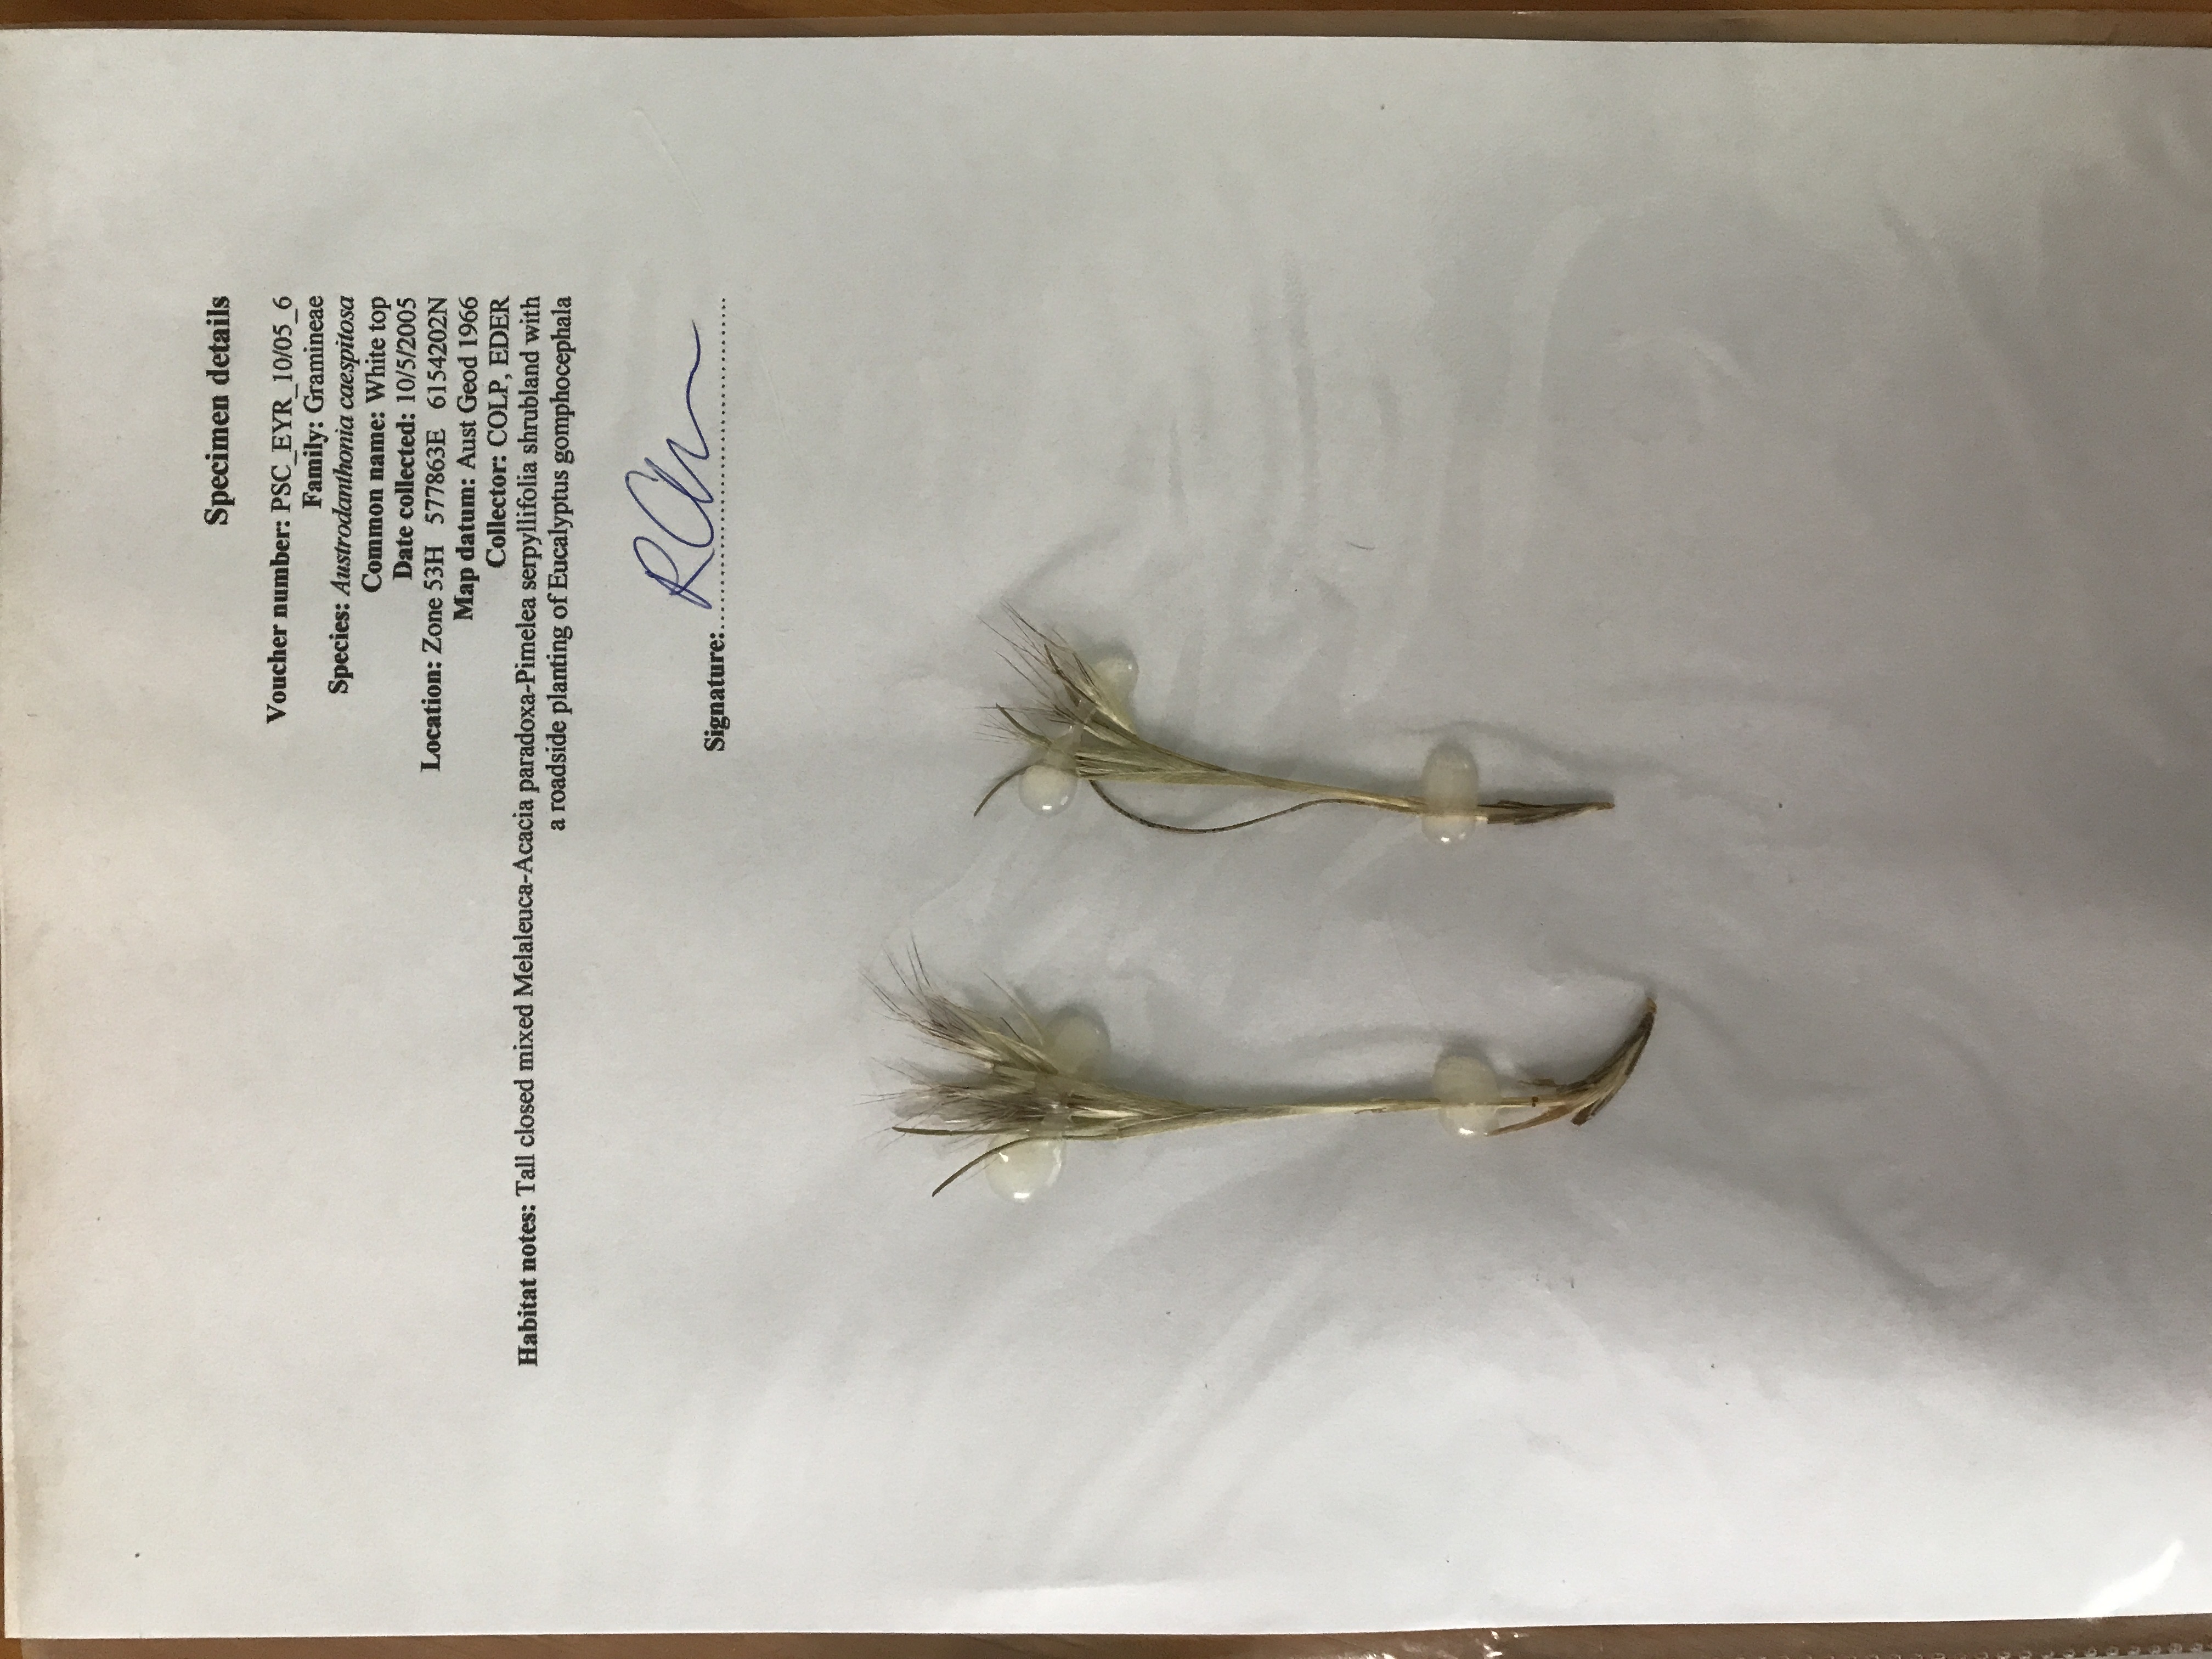 Specimen details
Voucher number: PSC_EYR_10/05_6
Family: Gramineae
Species: Austrodanthonia caespitosa
Common name: White top
Date collected: 10/5/2005
Location: Zone 53H 577863E 6154202N
Map datum: Aust Geod 1966
Collector: COLP, EDER
Habitat notes: Tall closed mixed Melaleuca-Acacia paradoxa-Pimelea serpyllifolia shrubland with
a roadside planting of Eucalyptus gomphocephala
Signature: